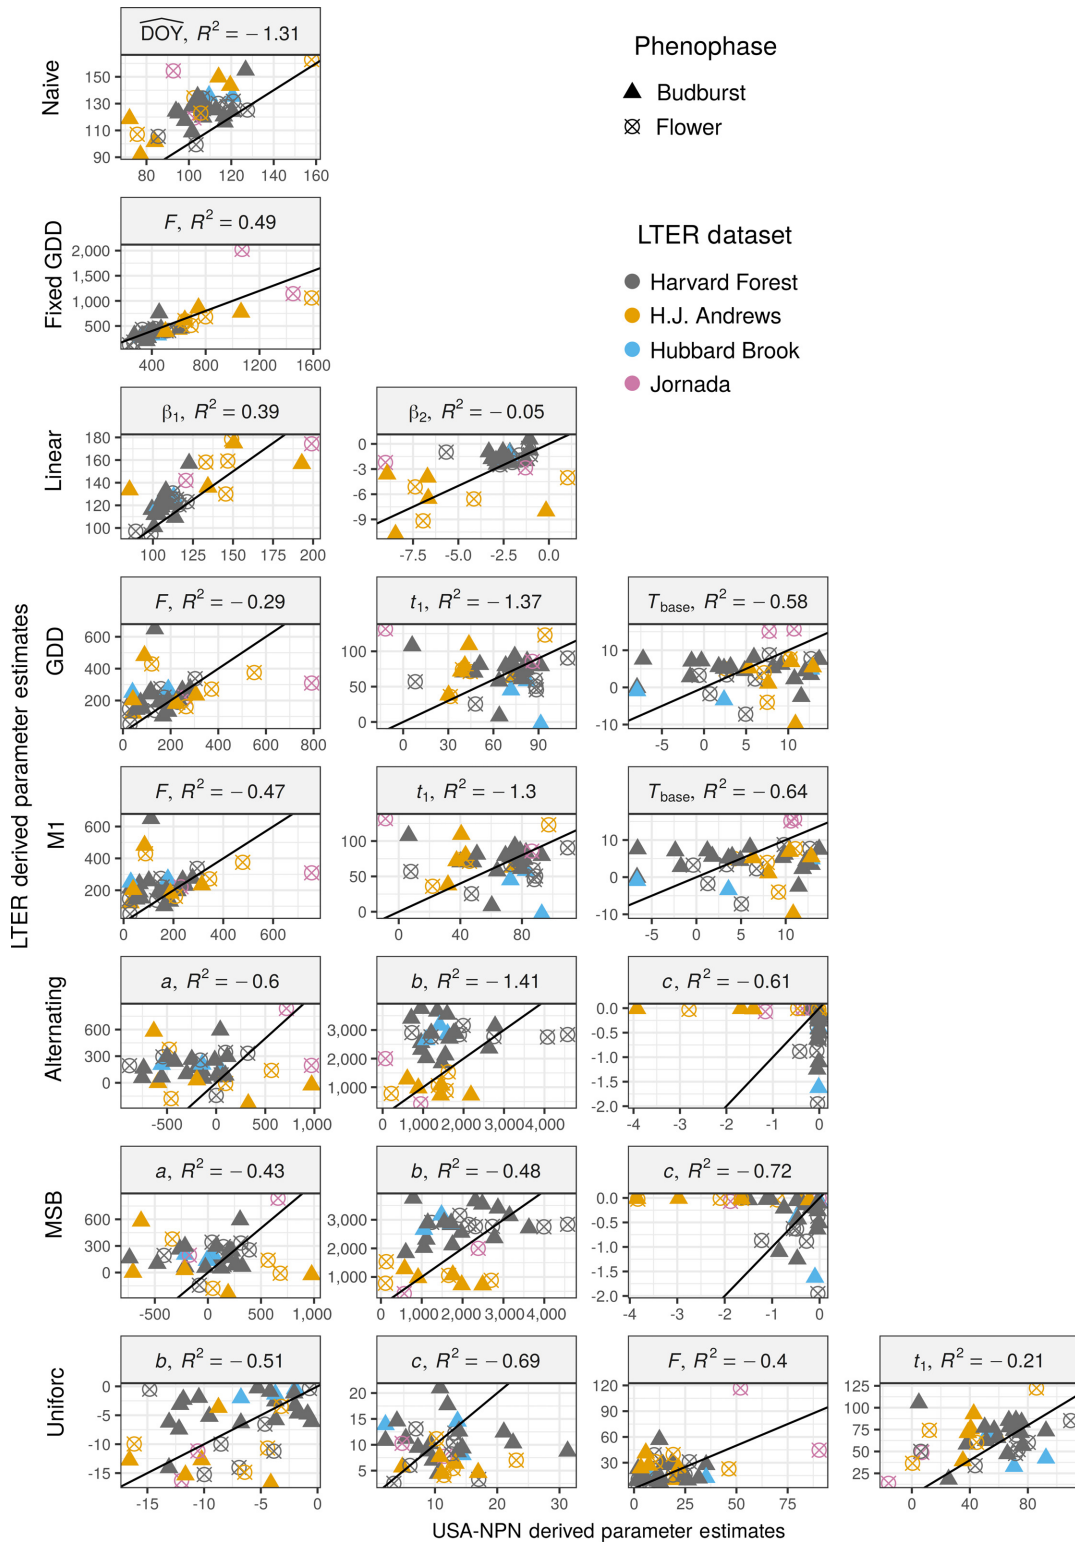 DOY, R² = −1.31
Naive
150
130
110
90
80 100 120 140 160
Phenophase
Budburst
Flower
F, R² = 0.49
Fixed GDD
2,000
1,500
1,000
500
400 800 1200 1600
LTER dataset
Harvard Forest
H.J. Andrews
Hubbard Brook
Jornada
β₁, R² = 0.39
β₂, R² = −0.05
Linear
180
160
140
120
100
100 125 150 175 200
0
-3
-6
-9
-7.5 -5.0 -2.5 0.0
LTER derived parameter estimates
F, R² = −0.29
t₁, R² = −1.37
T_base, R² = −0.58
GDD
600
400
200
0 200 400 600 800
100
50
0
0 30 60 90
10
0
-10
-5 0 5 10
F, R² = −0.47
t₁, R² = −1.3
T_base, R² = −0.64
M1
600
400
200
0 200 400 600
100
50
0
0 40 80
10
0
-10
-5 0 5 10
a, R² = −0.6
b, R² = −1.41
c, R² = −0.61
Alternating
600
300
0
-500 0 500 1,000
3,000
2,000
1,000
0 1,000 2,000 3,000 4,000
0.0
-0.5
-1.0
-1.5
-2.0
-4 -3 -2 -1 0
a, R² = −0.43
b, R² = −0.48
c, R² = −0.72
MSB
600
300
0
-500 0 500 1,000
3,000
2,000
1,000
0 1,000 2,000 3,000 4,000
0.0
-0.5
-1.0
-1.5
-2.0
-4 -3 -2 -1 0
b, R² = −0.51
c, R² = −0.69
F, R² = −0.4
t₁, R² = −0.21
Uniforc
0
-5
-10
-15
-15 -10 -5 0
20
15
10
5
10 20 30
120
90
60
30
0 25 50 75
125
100
75
50
25
0 40 80
USA-NPN derived parameter estimates